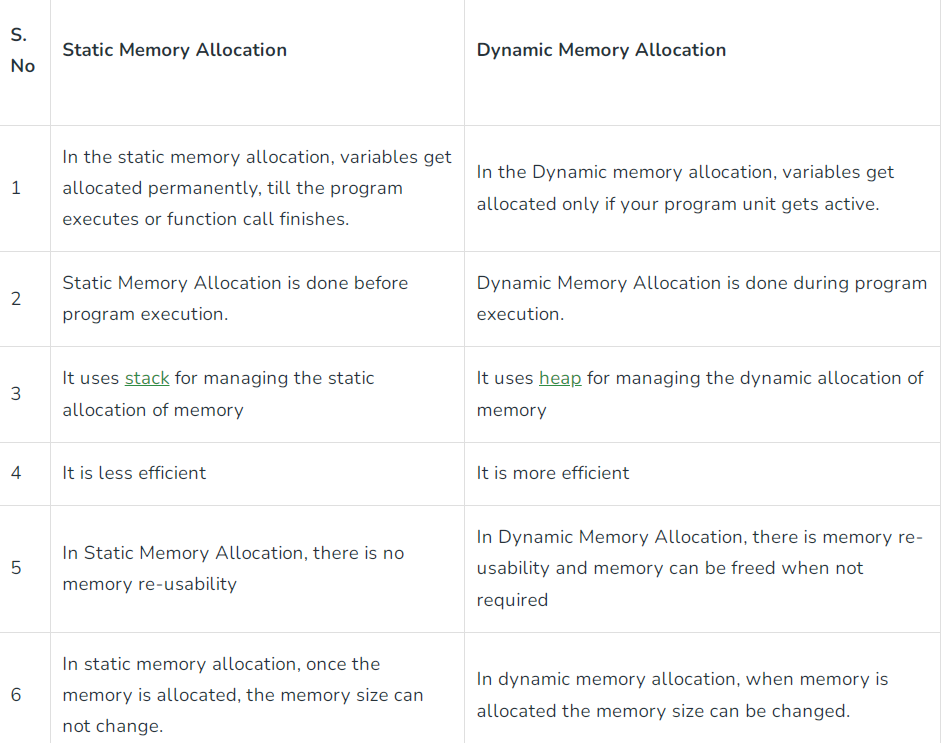 S.
No
Static Memory Allocation
Dynamic Memory Allocation
1
In the static memory allocation, variables get
allocated permanently, till the program
executes or function call finishes.
In the Dynamic memory allocation, variables get
allocated only if your program unit gets active.
2
Static Memory Allocation is done before
program execution.
Dynamic Memory Allocation is done during program
execution.
3
It uses stack for managing the static
allocation of memory
It uses heap for managing the dynamic allocation of
memory
4
It is less efficient
It is more efficient
5
In Static Memory Allocation, there is no
memory re-usability
In Dynamic Memory Allocation, there is memory re-
usability and memory can be freed when not
required
6
In static memory allocation, once the
memory is allocated, the memory size can
not change.
In dynamic memory allocation, when memory is
allocated the memory size can be changed.